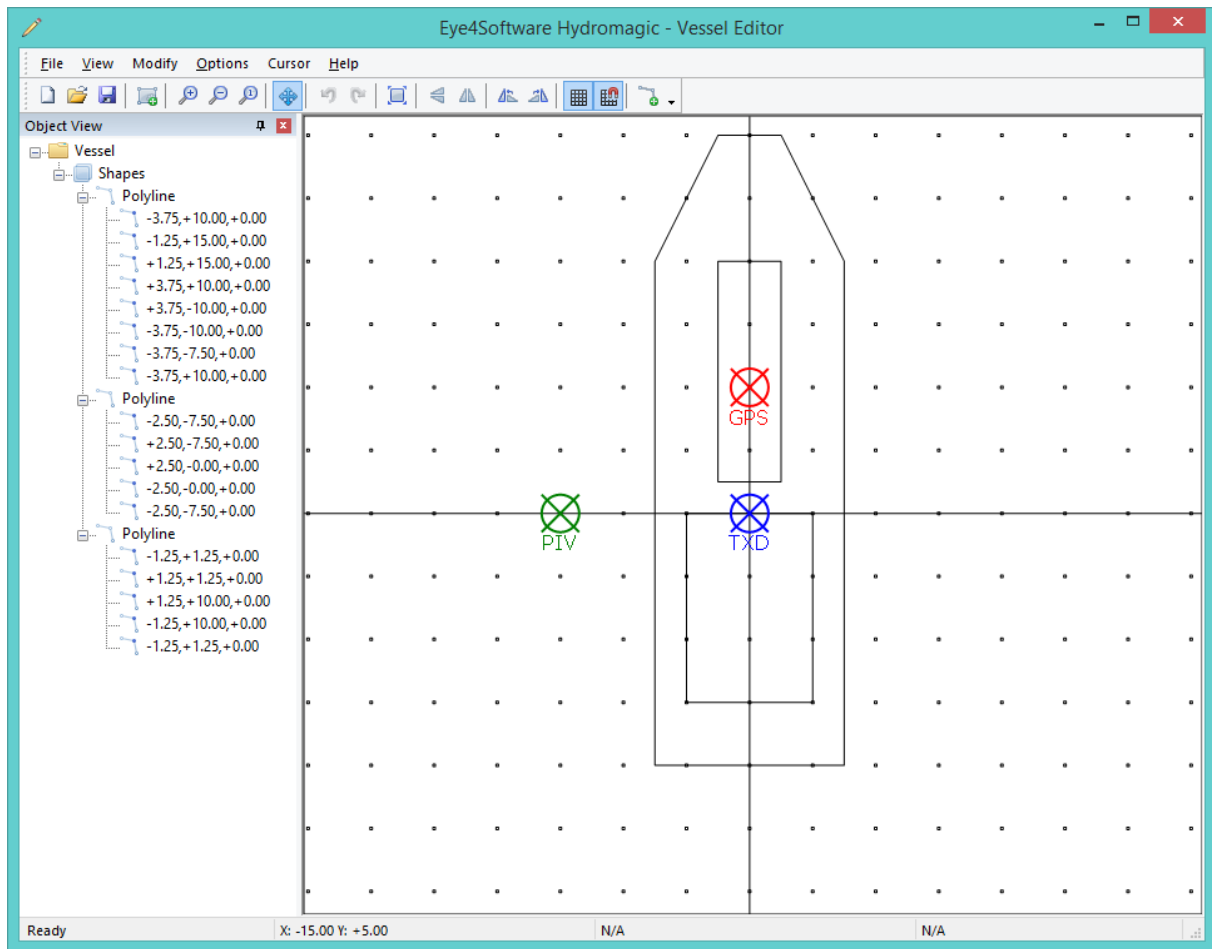 Eye4Software Hydromagic - Vessel Editor
File View Modify Options Cursor Help
Object View
Vessel
Shapes
Polyline
-3.75,+10.00,+0.00
-1.25,+15.00,+0.00
+1.25,+15.00,+0.00
+3.75,+10.00,+0.00
+3.75,-10.00,+0.00
-3.75,-10.00,+0.00
-3.75,-7.50,+0.00
-3.75,+10.00,+0.00
Polyline
-2.50,-7.50,+0.00
+2.50,-7.50,+0.00
+2.50,-0.00,+0.00
-2.50,-0.00,+0.00
-2.50,-7.50,+0.00
Polyline
-1.25,+1.25,+0.00
+1.25,+1.25,+0.00
+1.25,+10.00,+0.00
-1.25,+10.00,+0.00
-1.25,+1.25,+0.00
GPS
PIV
TXD
Ready X: -15.00 Y: +5.00 N/A N/A